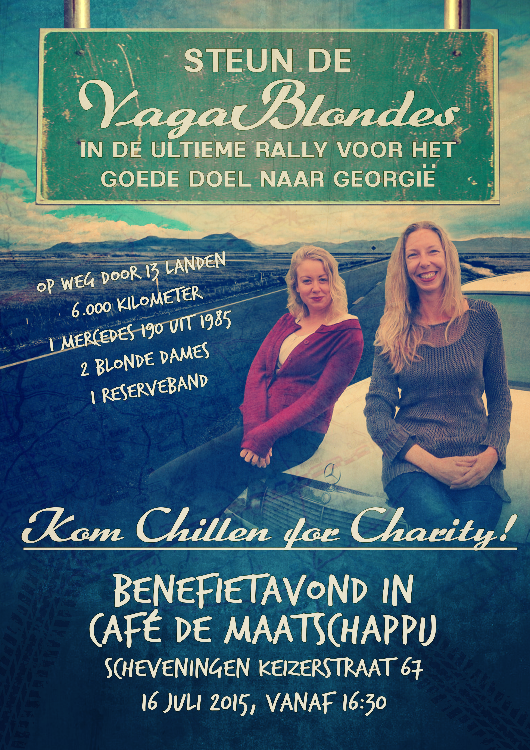 STEUN DE
VagaBlondes
IN DE ULTIEME RALLY VOOR HET
GOEDE DOEL NAAR GEORGIË
OP WEG DOOR 13 LANDEN
6.000 KILOMETER
1 MERCEDES 190 UIT 1985
2 BLONDE DAMES
1 RESERVEBAND
Kom Chillen for Charity!
BENEFIETAVOND IN
CAFÉ DE MAATSCHAPPIJ
SCHEVENINGEN KEIZERSTRAAT 67
16 JULI 2015, VANAF 16:30